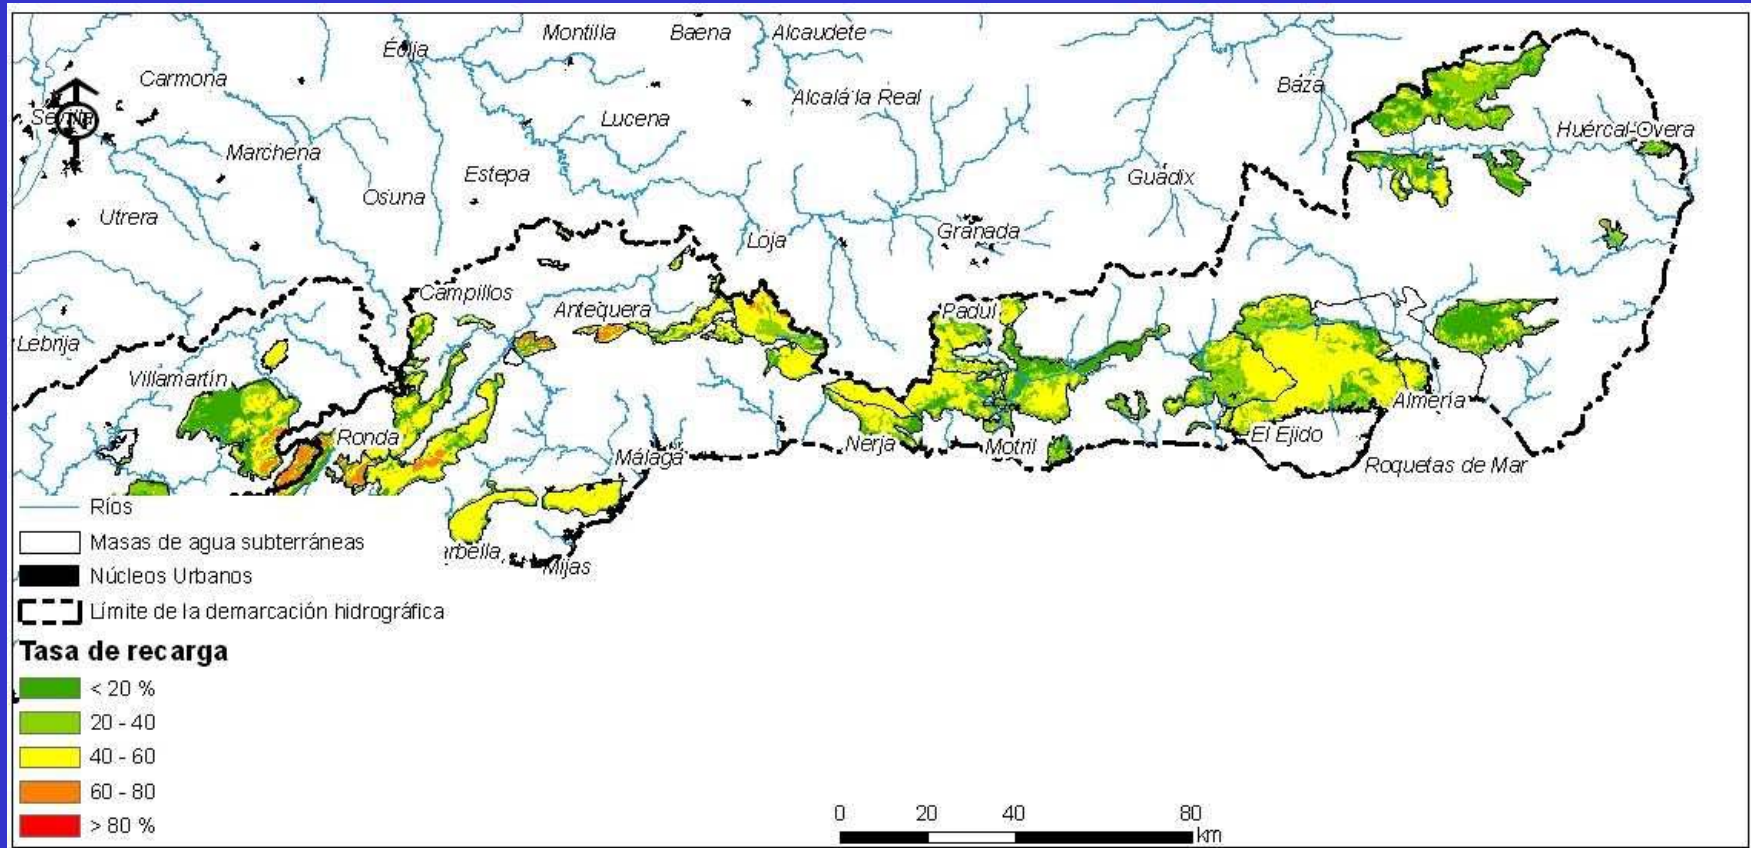 Écija
Montilla
Baena
Alcaudete
Carmona
Baza
Alcalá la Real
Sevilla
N
Lucena
Huércal-Overa
Marchena
Estepa
Guádix
Osuna
Utrera
Granada
Loja
Campillos
Antequera
Padul
Lebrija
Villamartín
Almería
Ronda
Nerja
Motril
El Ejido
Málaga
Roquetas de Mar
arbella
Mijas
Ríos
Masas de agua subterráneas
Núcleos Urbanos
Límite de la demarcación hidrográfica
Tasa de recarga
< 20 %
20 - 40
40 - 60
60 - 80
> 80 %
0 20 40 80
km